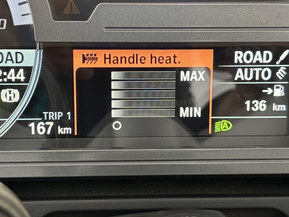 Handle heat.
MAX
MIN
OAD
2:44
TRIP 1
167 km
ROAD
AUTO
136 km
A